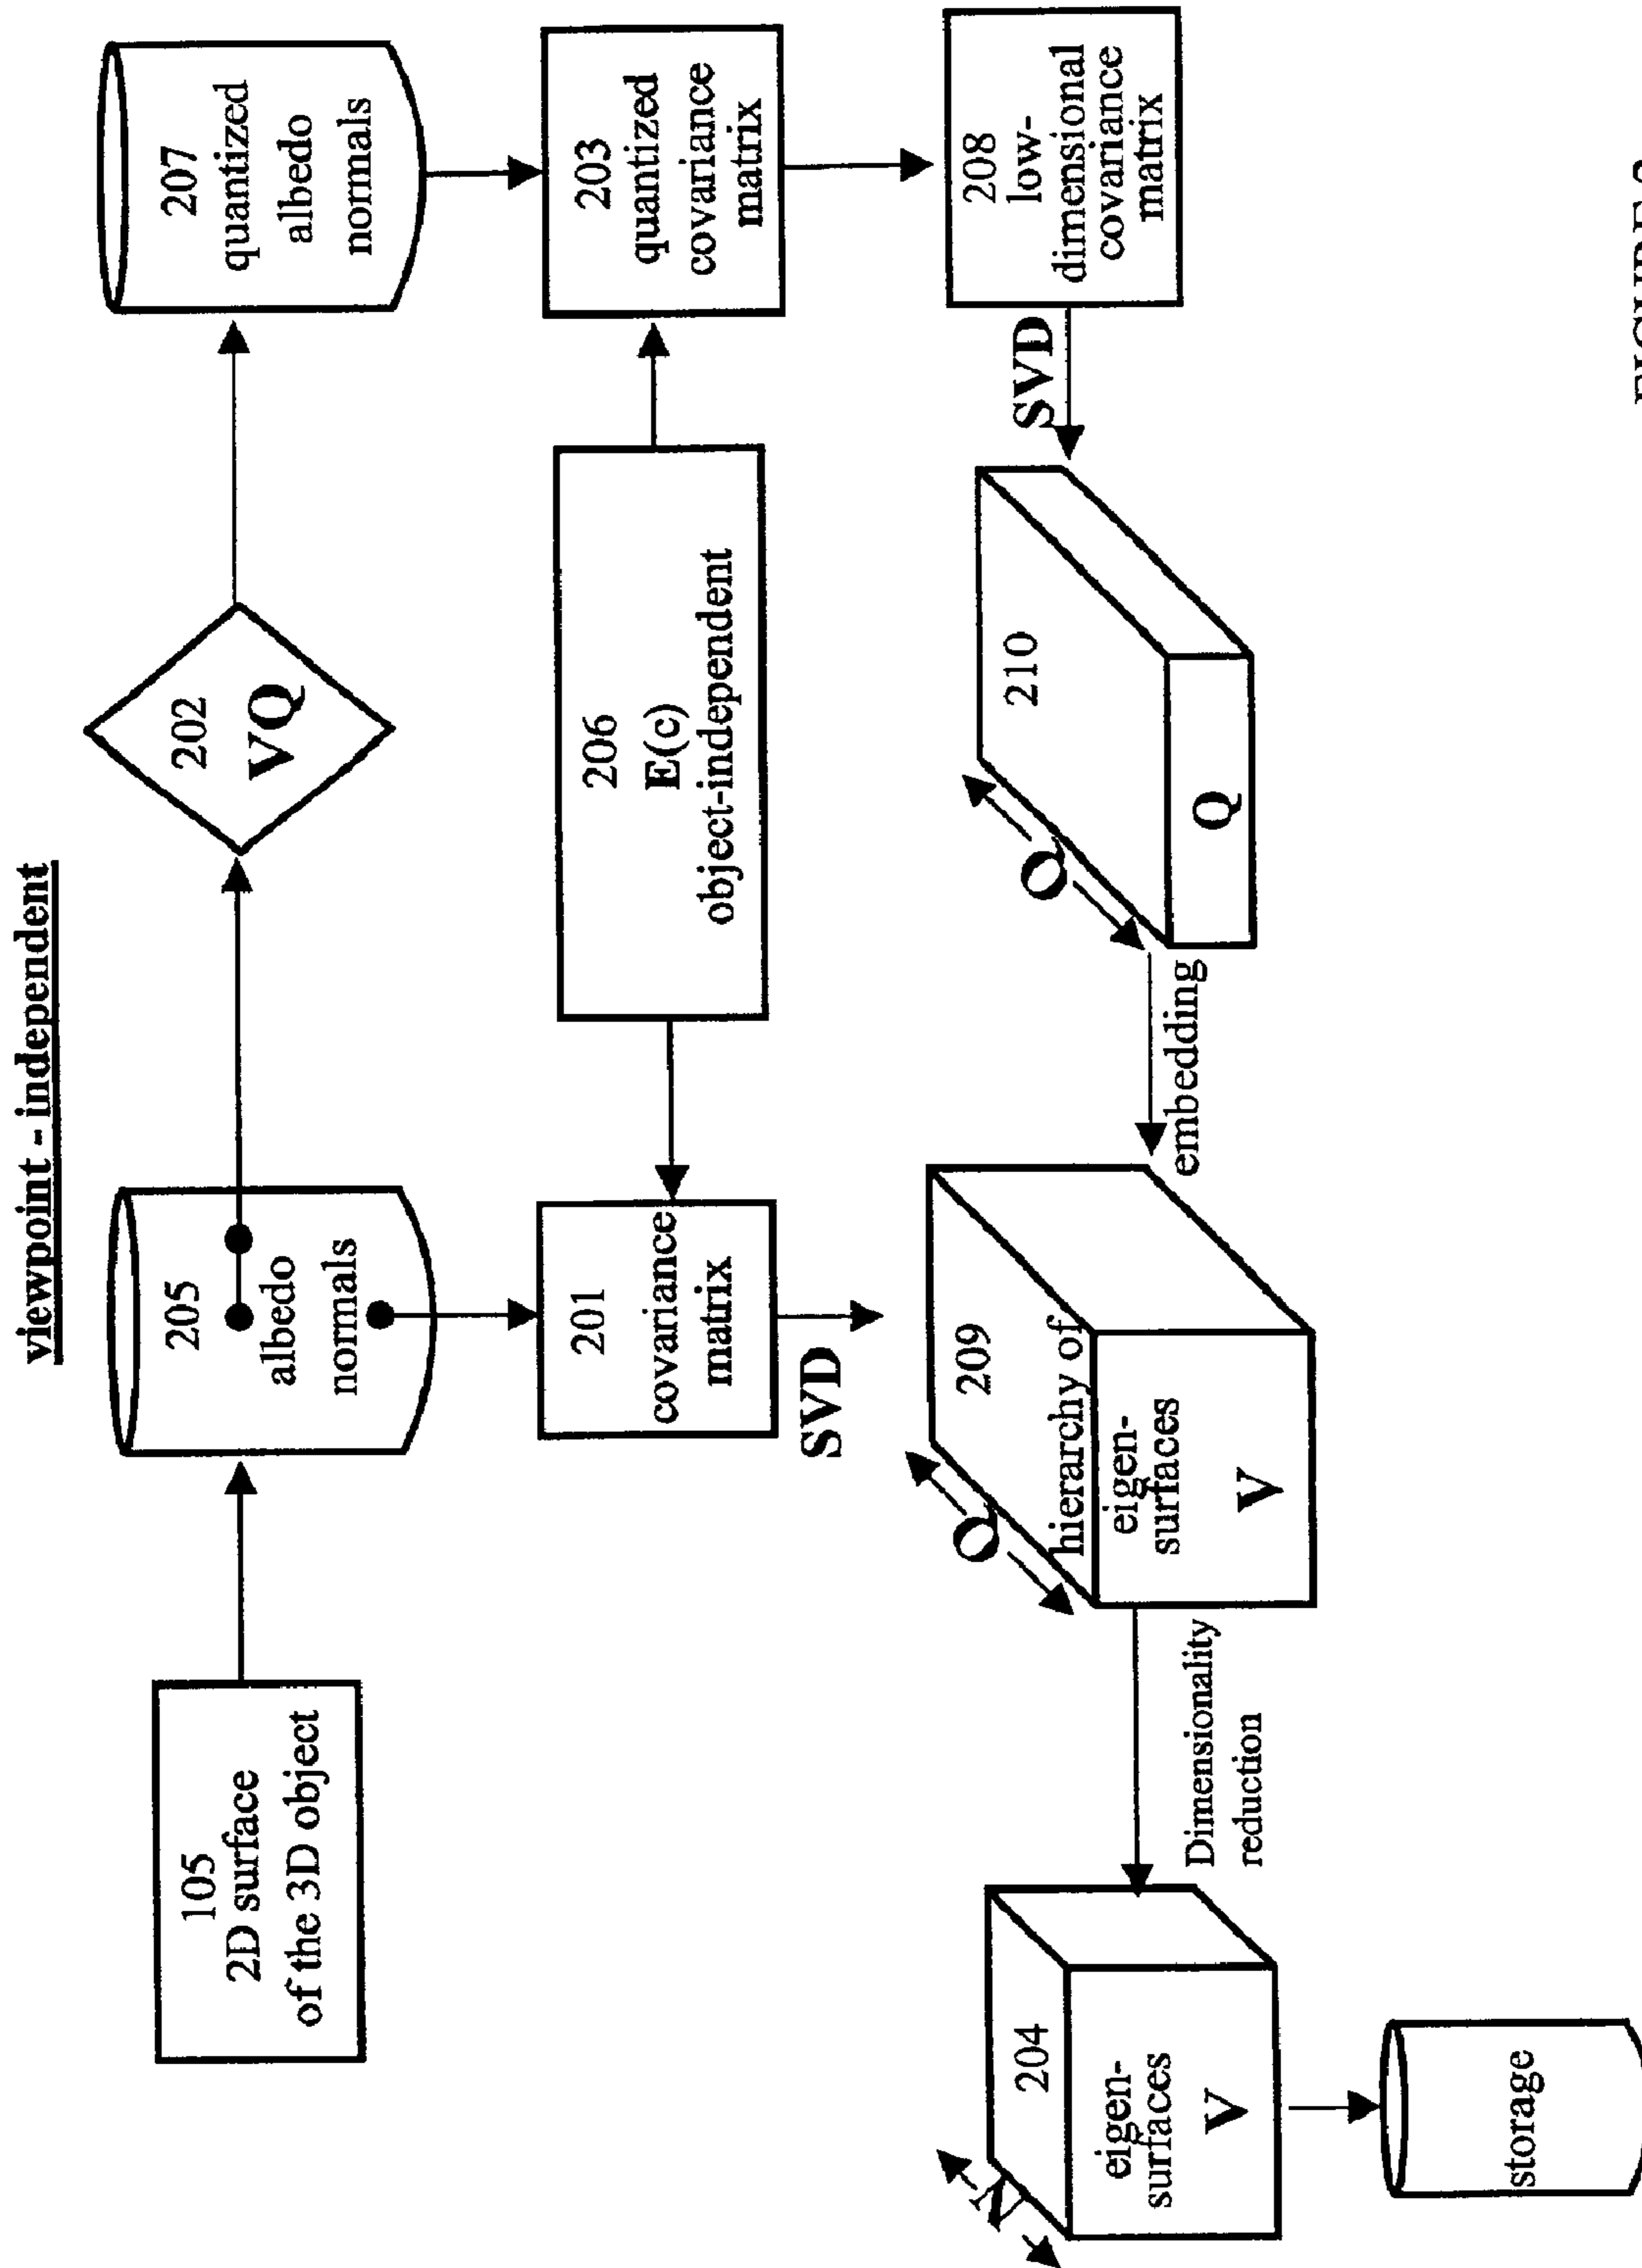 viewpoint - independent
105
2D surface
of the 3D object
205
albedo
normals
202
VQ
207
quantized
albedo
normals
201
covariance
matrix
206
E(c)
object-independent
203
quantized
covariance
matrix
SVD
208
low-
dimensional
covariance
matrix
SVD
204
eigen-
surfaces
V
N
Dimensionality
reduction
209
hierarchy of
eigen-
surfaces
V
Q
embedding
210
Q
Q
storage